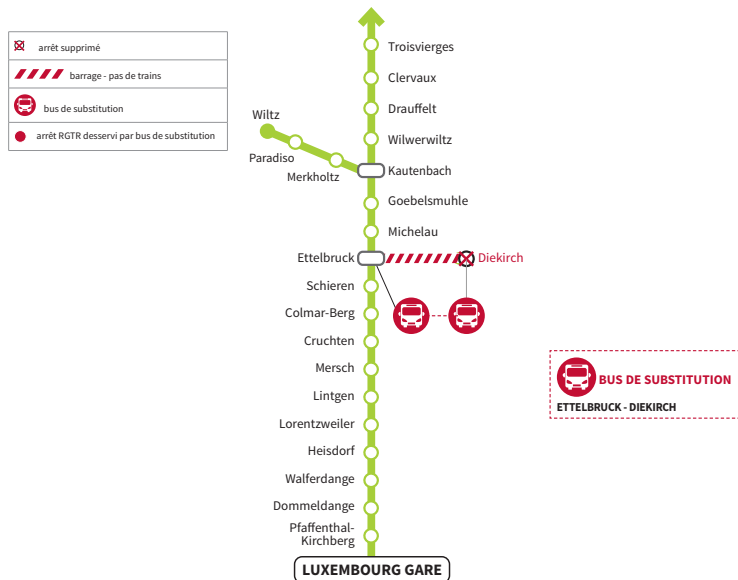 arrêt supprimé
barrage - pas de trains
bus de substitution
arrêt RGTR desservi par bus de substitution
Troisvierges
Clervaux
Drauffelt
Wilwerwiltz
Wiltz
Paradiso
Merkholtz
Kautenbach
Goebelsmuhle
Michelau
Ettelbruck
Diekirch
Schieren
Colmar-Berg
Cruchten
Mersch
Lintgen
Lorentzweiler
Heisdorf
Walferdange
Dommeldange
Pfaffenthal-
Kirchberg
LUXEMBOURG GARE
BUS DE SUBSTITUTION
ETTELBRUCK - DIEKIRCH